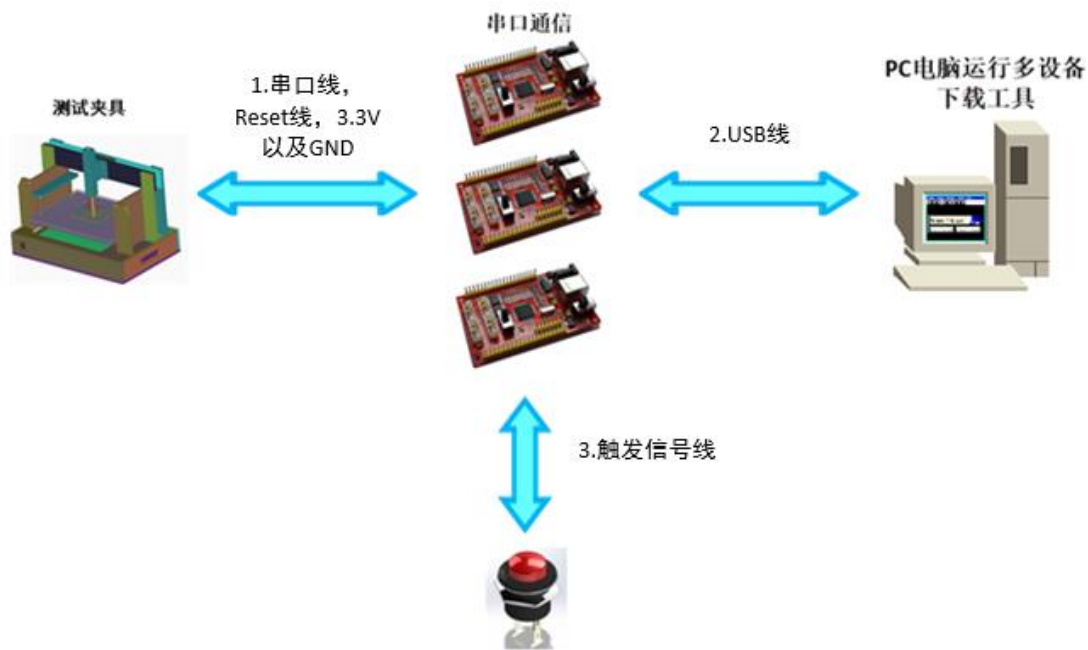 串口通信
PC电脑运行多设备
下载工具
测试夹具
1.串口线，
Reset线，3.3V
以及GND
2.USB线
3.触发信号线